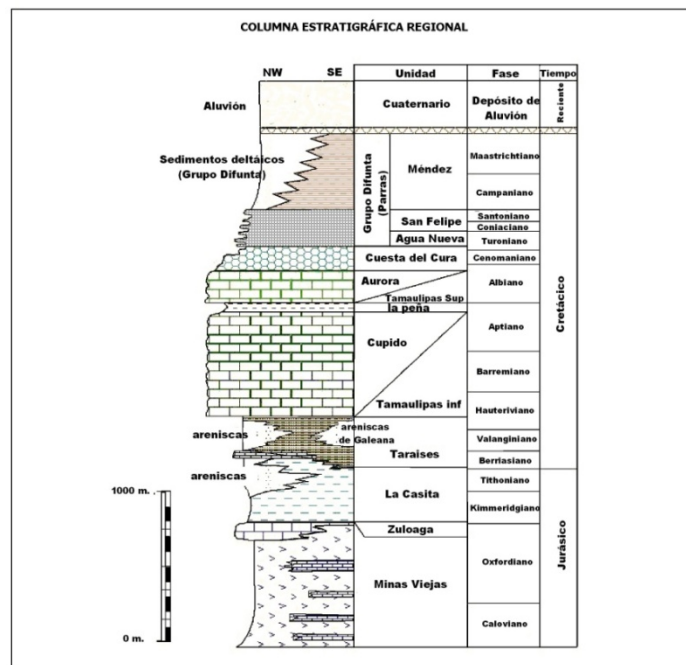 COLUMNA ESTRATIGRÁFICA REGIONAL
NW SE Unidad Fase Tiempo
Aluvión Cuaternario Depósito de Aluvión Reciente
Sedimentos deltáicos
(Grupo Difunta)
Grupo Difunta
(Parras)
Méndez
San Felipe
Agua Nueva
Cuesta del Cura
Aurora
Tamaulipas Sup
la peña
Cupido
Tamaulipas inf
areniscas
areniscas
de Galeana
Taraises
areniscas
La Casita
Zuloaga
Minas Viejas
Maastrichtiano
Campaniano
Santoniano
Coniaciano
Turoniano
Cenomaniano
Albiano
Aptiano
Barremiano
Hauteriviano
Valanginiano
Berriasiano
Tithoniano
Kimmeridgiano
Oxfordiano
Caloviano
Cretácico
Jurásico
1000 m.
0 m.